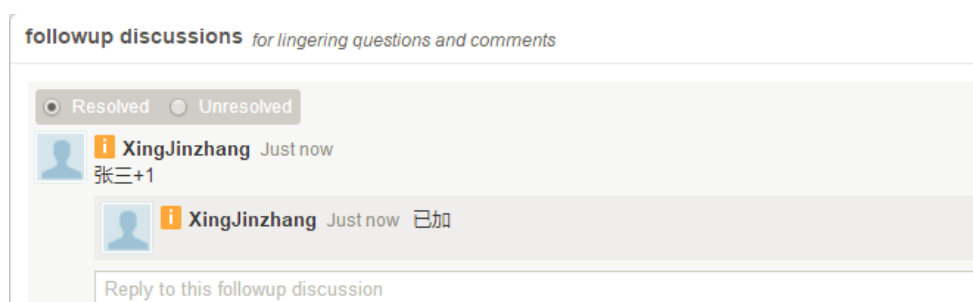 followup discussions for lingering questions and comments
Resolved Unresolved
i XingJinzhang Just now
张三+1
i XingJinzhang Just now 已加
Reply to this followup discussion